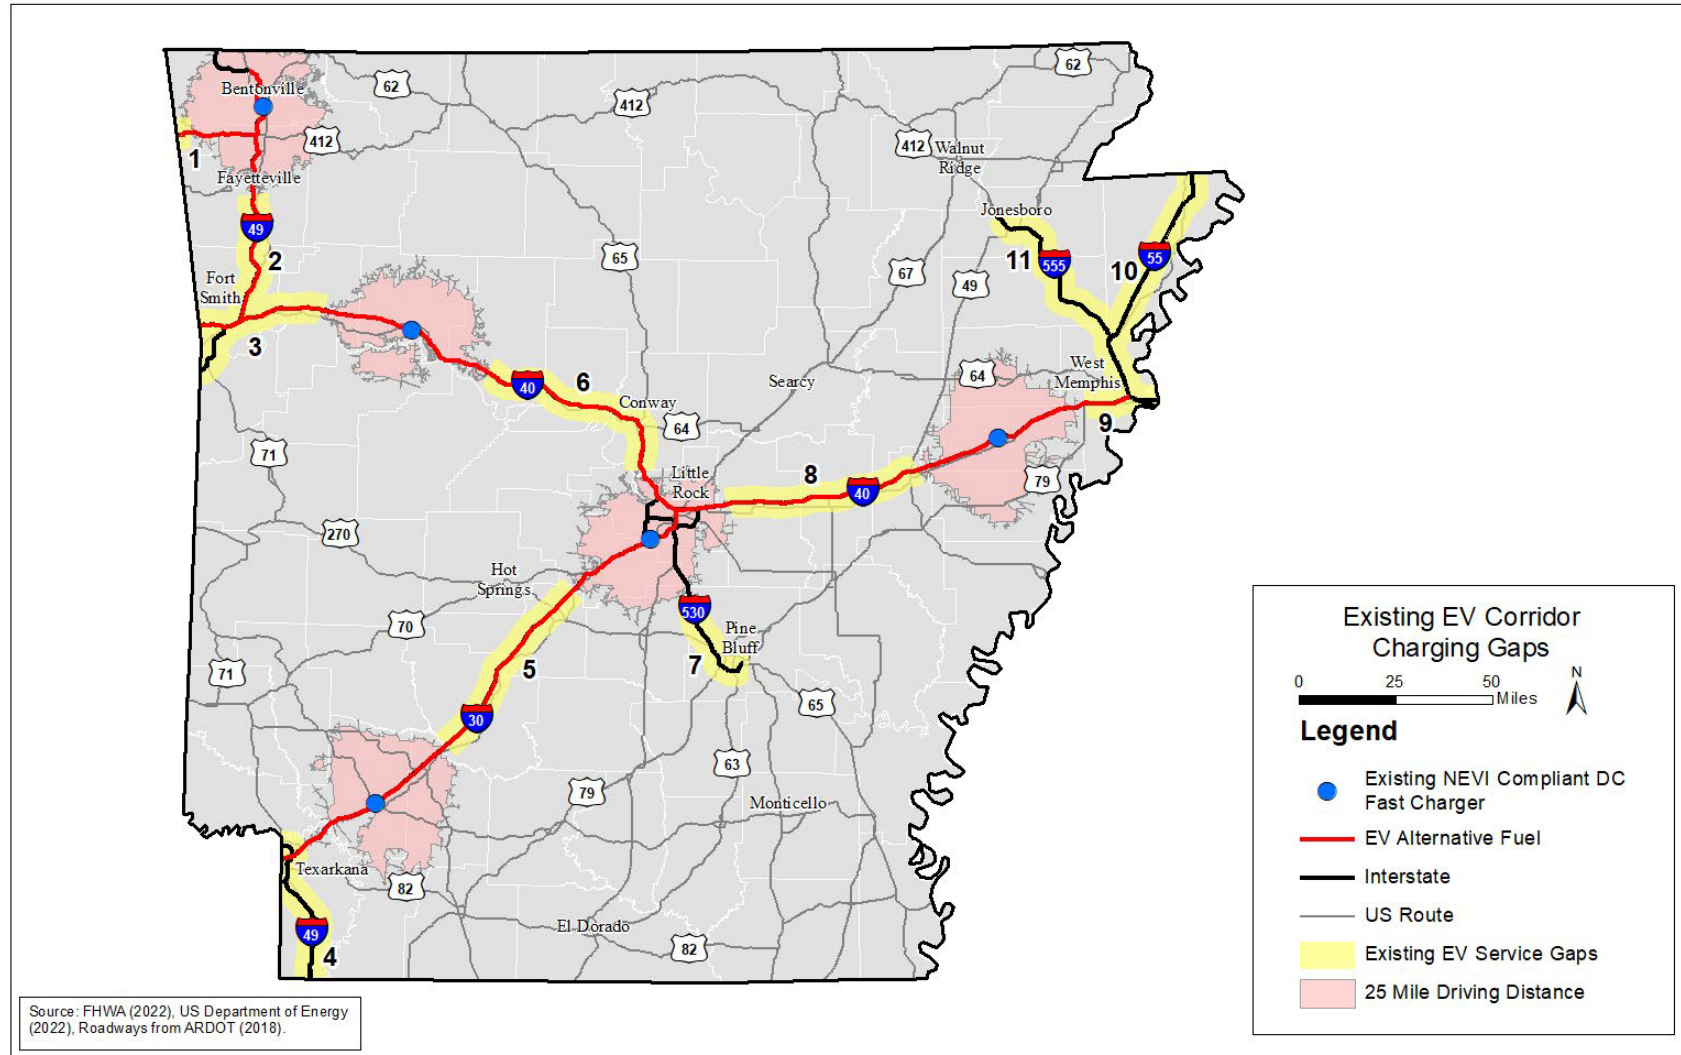 62
62
Bentonville
412
412
412
Walnut
Ridge
1
Fayetteville
Jonesboro
49
2
65
67
49
11
555
10
55
Fort
Smith
3
64
West
Memphis
40
6
Searcy
Conway
64
9
71
Little
Rock
8
40
79
270
Hot
Springs
530
Pine
Bluff
70
5
7
71
30
65
63
79
Monticello
Texarkana
82
El Dorado
82
49
4
Existing EV Corridor
Charging Gaps
0 25 50
Miles
N
Legend
Existing NEVI Compliant DC
Fast Charger
EV Alternative Fuel
Interstate
US Route
Existing EV Service Gaps
25 Mile Driving Distance
Source: FHWA (2022), US Department of Energy
(2022), Roadways from ARDOT (2018).